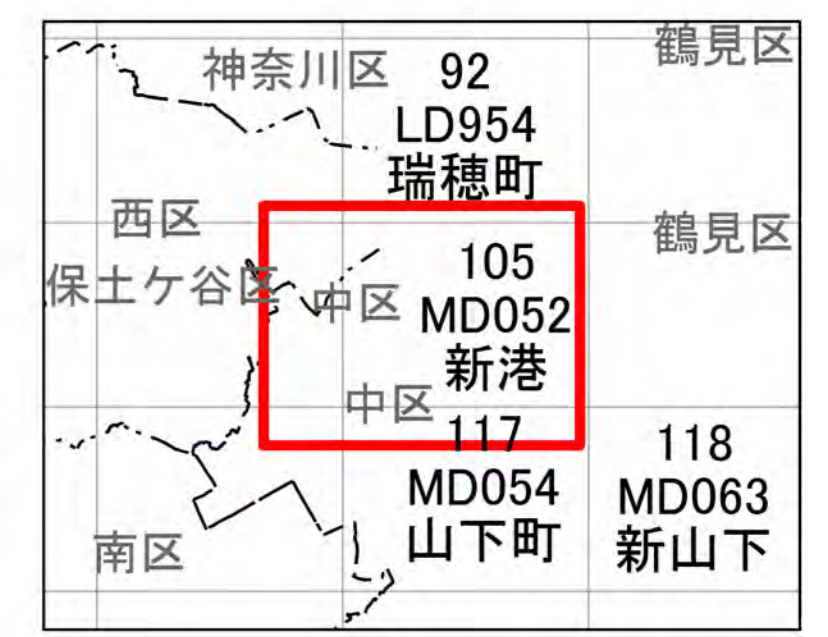 鶴見区
神奈川区
92
LD954
瑞穂町
西区
鶴見区
保土ケ谷区
中区
105
MD052
新港
中区
117
MD054
山下町
118
MD063
新山下
南区